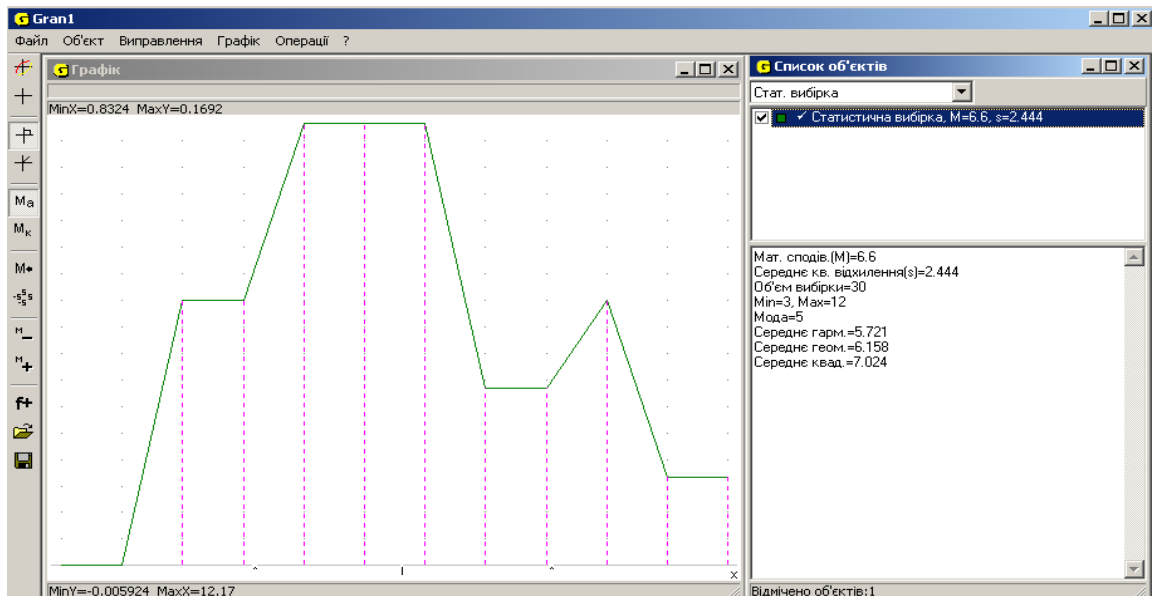 Gran1
Файл Об'єкт Виправлення Графік Операції ?
Графік
MinX=0.8324 MaxY=0.1692
x
MinY=-0.005924 MaxX=12.17
Ma
Мк
М
-s s s
-s
М
М
f+
Список об'єктів
Стат. вибірка
Статистична вибірка, M=6.6, s=2.444
Мат. сподів.(M)=6.6
Середнє кв. відхилення(s)=2.444
Об'єм вибірки=30
Min=3, Max=12
Мода=5
Середнє гарм.=5.721
Середнє геом.=6.158
Середнє квад.=7.024
Відмічено об'єктів:1